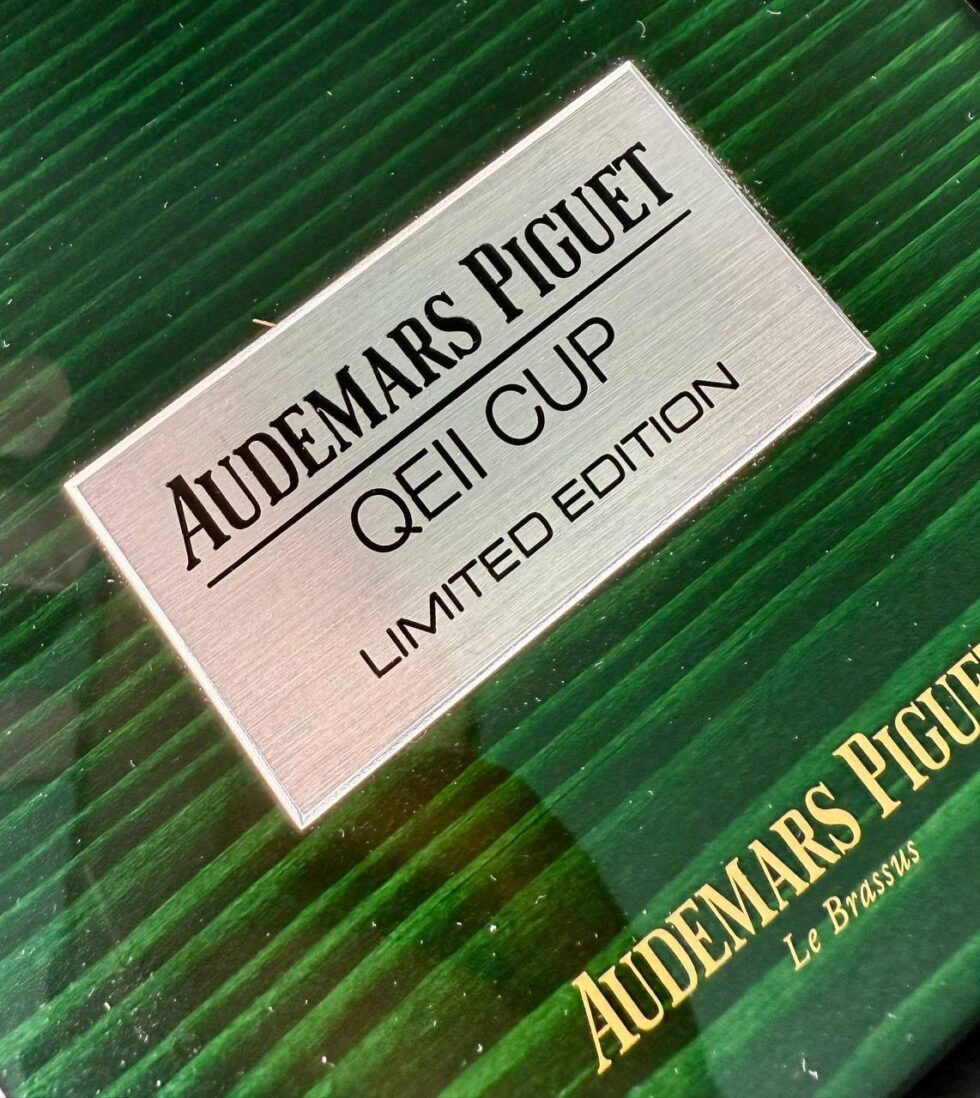 AUDEMARS PIGUET
QEII CUP
LIMITED EDITION
AUDEMARS PIGUET
Le Brassus